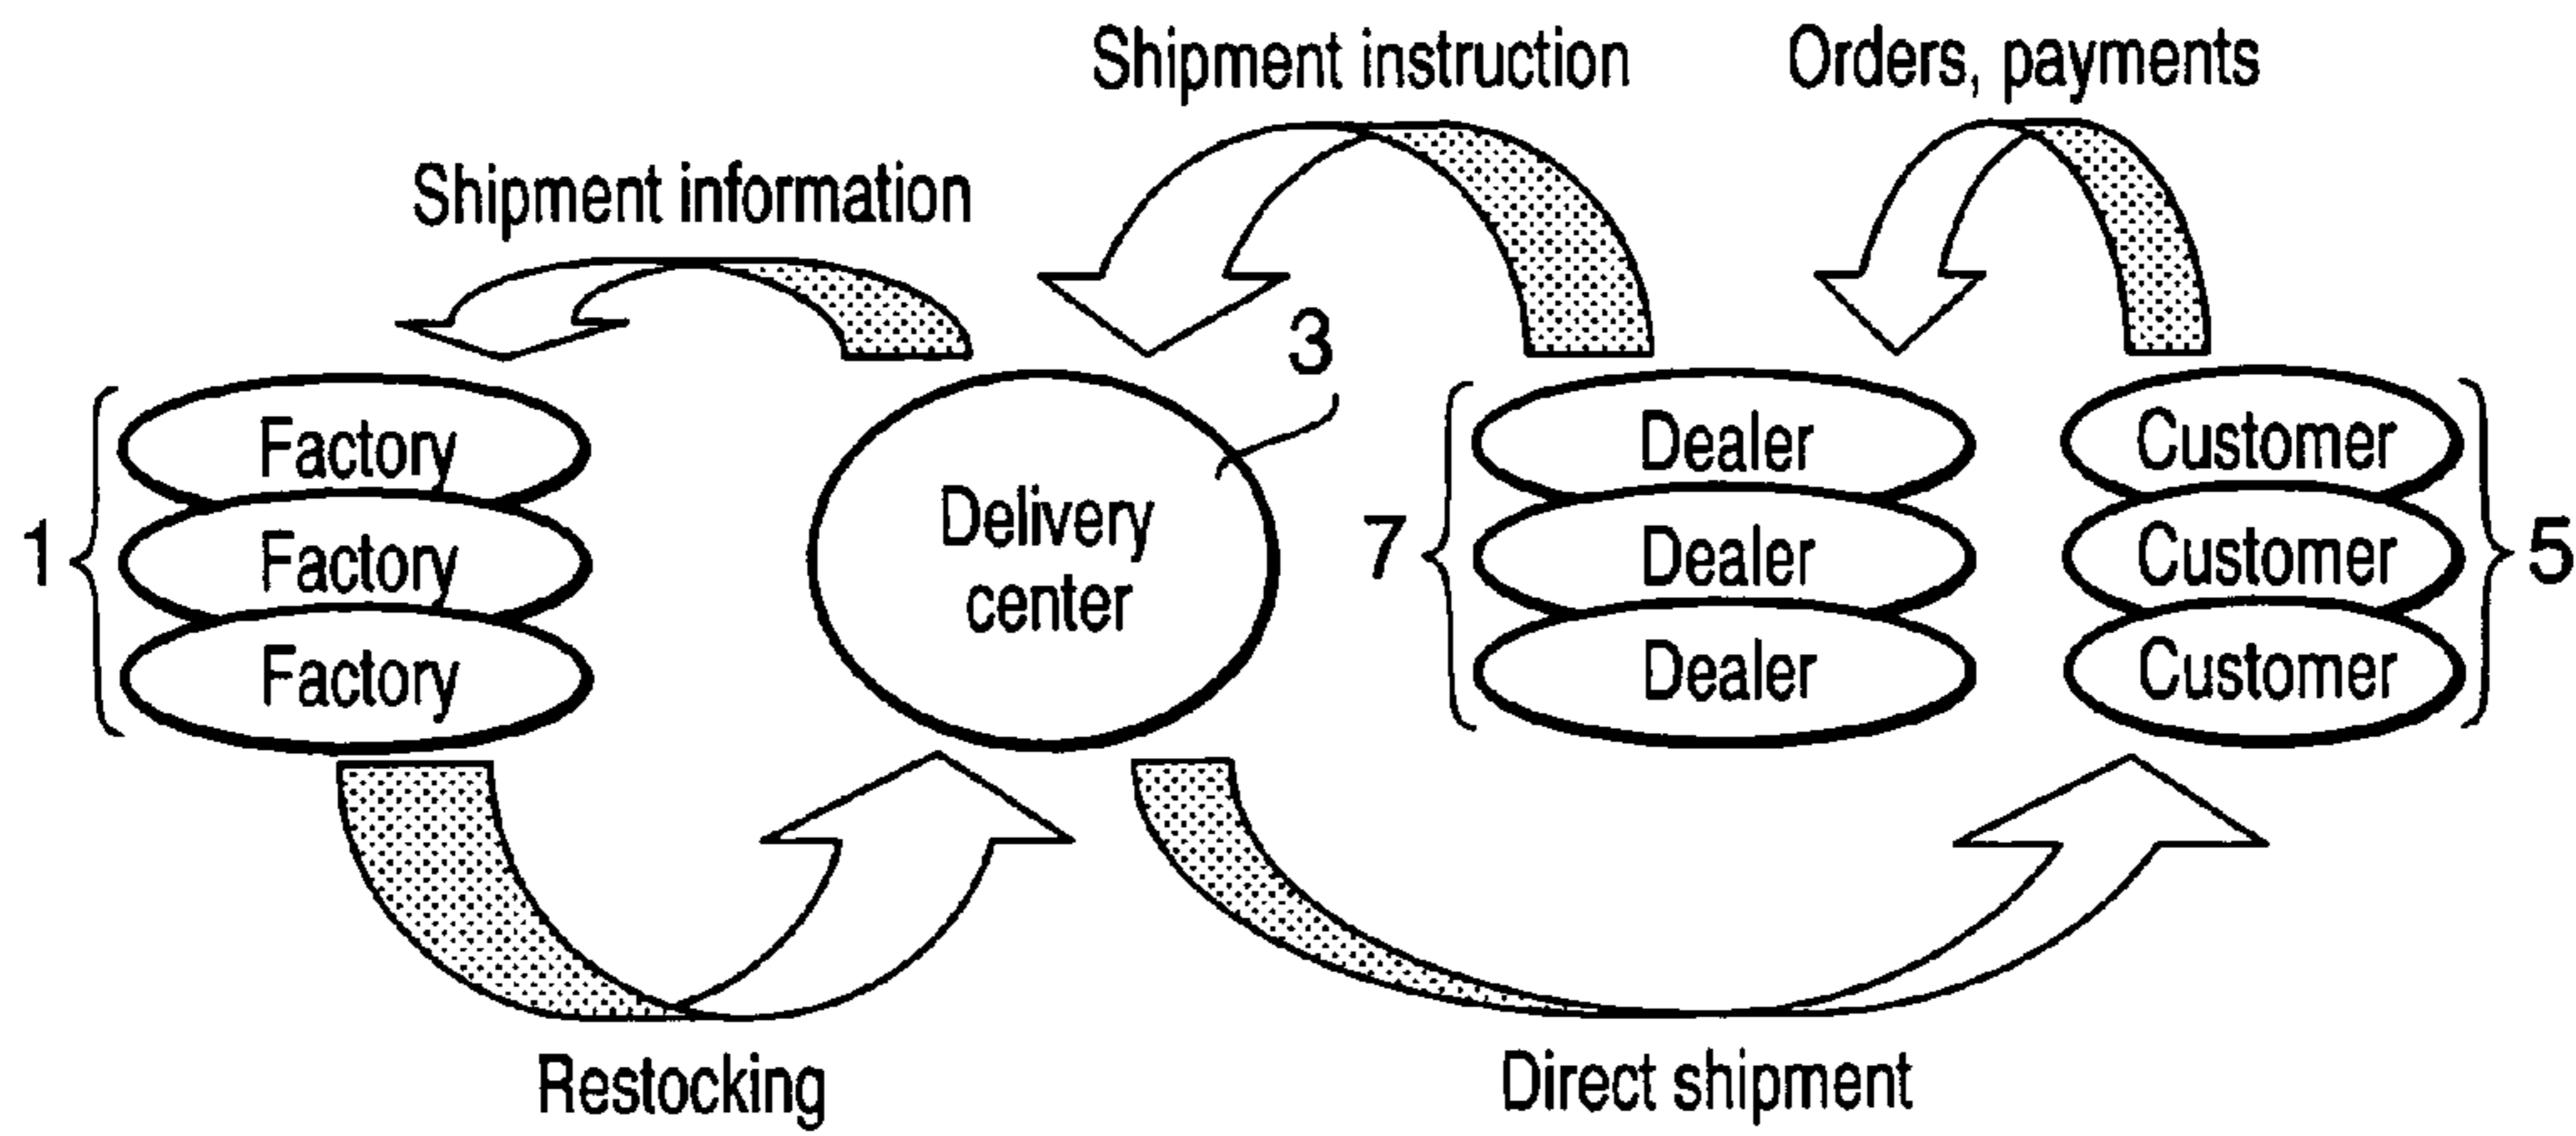 Shipment instruction
Orders, payments
Shipment information
3
Factory
Factory
Factory
1
Delivery
center
7
Dealer
Dealer
Dealer
Customer
Customer
Customer
5
Restocking
Direct shipment